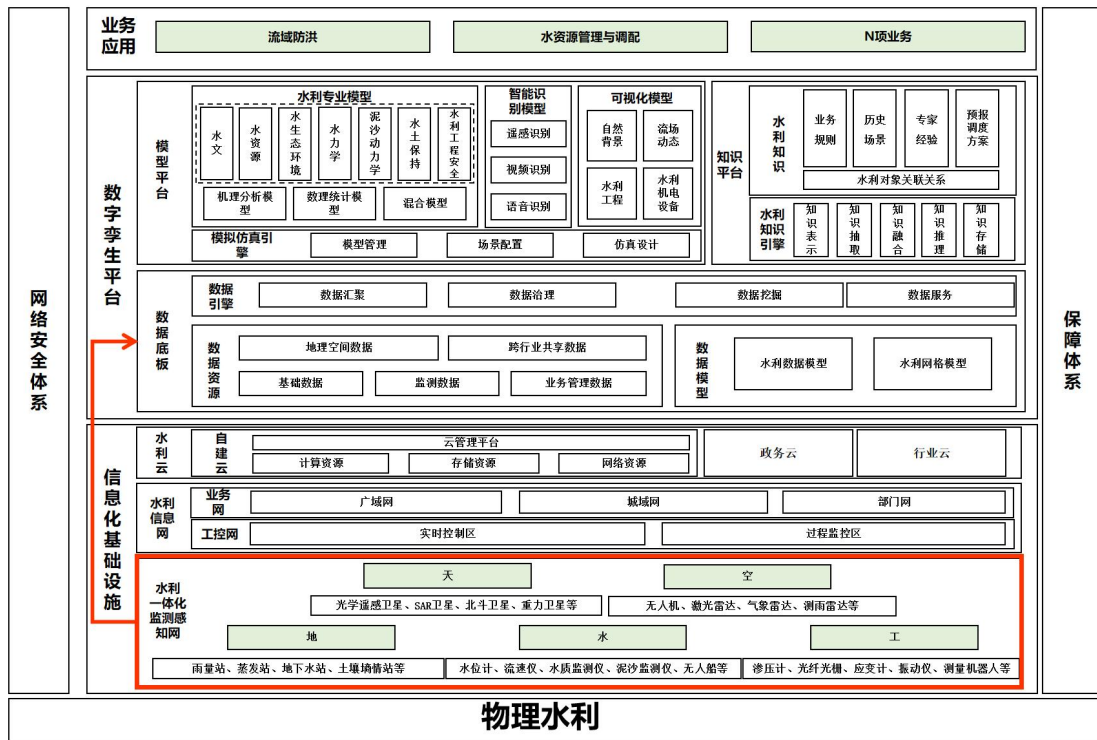 网络安全体系
业务
应用
流域防洪
水资源管理与调配
N项业务
数字孪生平台
模型平台
水利专业模型
水文
水资源
水生态环境
水力学
泥沙动力学
水土保持
水利工程安全
机理分析模
型
数理统计模
型
混合模型
智能识
别模型
遥感识别
视频识别
语音识别
可视化模型
自然
背景
流场
动态
水利
工程
水利
机电
设备
模拟仿真引
擎
模型管理
场景配置
仿真设计
知识
平台
水利知识
业务
规则
历史
场景
专家
经验
预报
调度
方案
水利对象关联关系
水利
知识
引擎
知识表示
知识抽取
知识融合
知识推理
知识存储
数据底板
数据
引擎
数据汇聚
数据治理
数据挖掘
数据服务
数据资源
地理空间数据
跨行业共享数据
基础数据
监测数据
业务管理数据
数据模型
水利数据模型
水利网格模型
信息化基础设施
水利云
自建云
云管理平台
计算资源
存储资源
网络资源
政务云
行业云
水利
信息
网
业务
网
广域网
城域网
部门网
工控网
实时控制区
过程监控区
水利
一体化
监测感
知网
天
空
光学遥感卫星、SAR卫星、北斗卫星、重力卫星等
无人机、激光雷达、气象雷达、测雨雷达等
地
水
工
雨量站、蒸发站、地下水站、土壤墒情站等
水位计、流速仪、水质监测仪、泥沙监测仪、无人船等
渗压计、光纤光栅、应变计、振动仪、测量机器人等
保障体系
物理水利